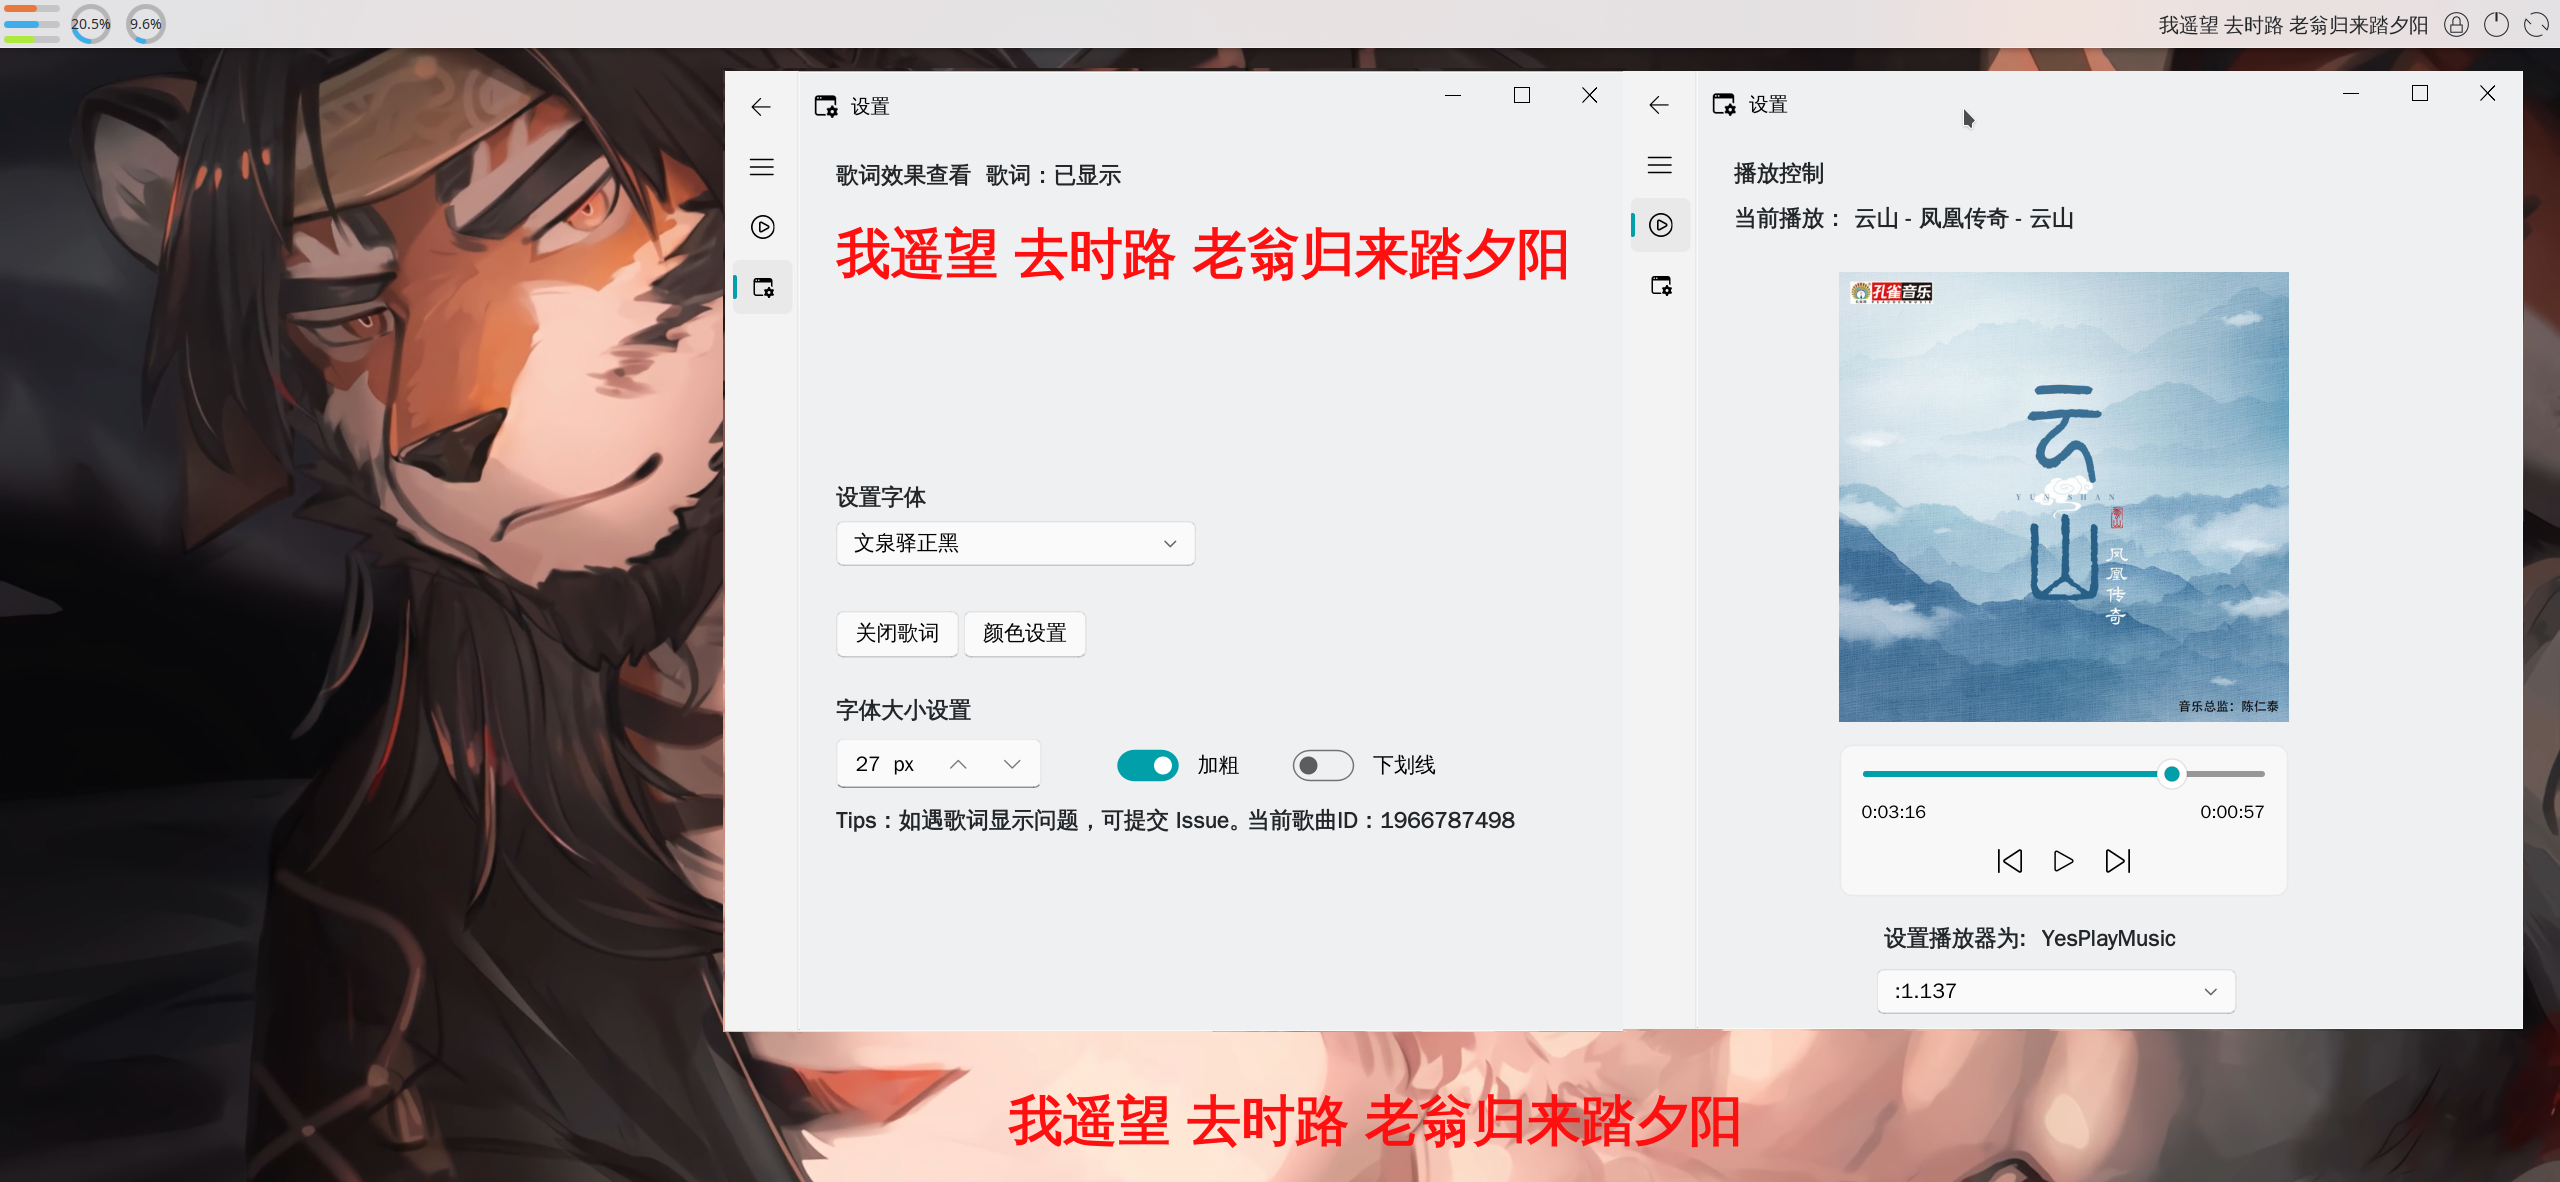 20.5% 9.6% 我遥望 去时路 老翁归来踏夕阳
设置
歌词效果查看 歌词：已显示
我遥望 去时路 老翁归来踏夕阳
设置字体
文泉驿正黑
关闭歌词 颜色设置
字体大小设置
27 px 加粗 下划线
Tips：如遇歌词显示问题，可提交 Issue。当前歌曲ID：1966787498
设置
播放控制
当前播放： 云山 - 凤凰传奇 - 云山
孔雀音乐
云
YUN SHAN
山
凤凰传奇
音乐总监：陈仁泰
0:03:16 0:00:57
设置播放器为: YesPlayMusic
:1.137
我遥望 去时路 老翁归来踏夕阳